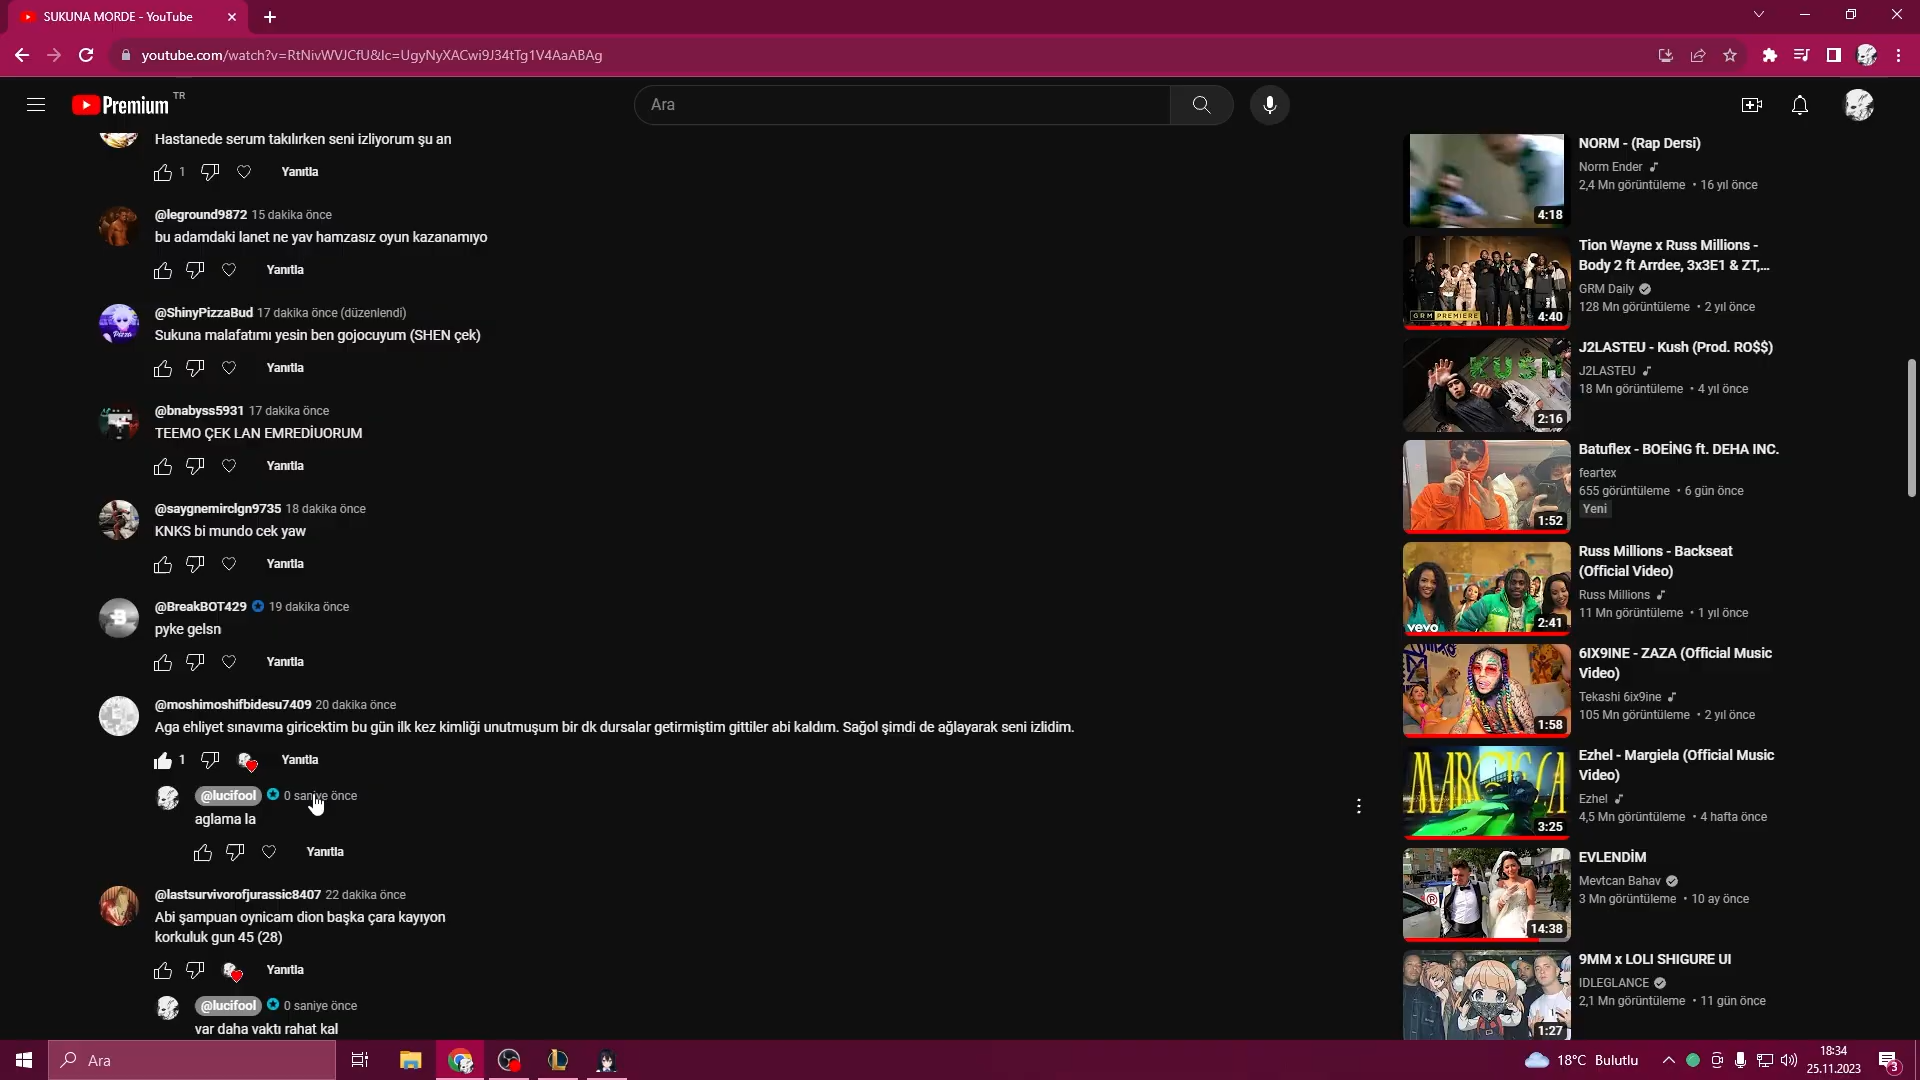 SUKUNA MORDE - YouTube
youtube.com/watch?v=RtNivWVJCfU&lc=UgyNyXACwi9J34tTg1V4AaABAg
Premium TR
Ara
Hastanede serum takılırken seni izliyorum şu an
1 Yanıtla
@leground9872 15 dakika önce
bu adamdaki lanet ne yav hamzasız oyun kazanamıyo
Yanıtla
@ShinyPizzaBud 17 dakika önce (düzenlendi)
Sukuna malafatımı yesin ben gojocuyum (SHEN çek)
Yanıtla
@bnabyss5931 17 dakika önce
TEEMO ÇEK LAN EMREDİUORUM
Yanıtla
@saygnemirclgn9735 18 dakika önce
KNKS bi mundo cek yaw
Yanıtla
@BreakBOT429 19 dakika önce
pyke gelsn
Yanıtla
@moshimoshifbidesu7409 20 dakika önce
Aga ehliyet sınavıma giricektim bu gün ilk kez kimliği unutmuşum bir dk dursalar getirmiştim gittiler abi kaldım. Sağol şimdi de ağlayarak seni izlidim.
1 Yanıtla
@lucifool 0 saniye önce
aglama la
Yanıtla
@lastsurvivorofjurassic8407 22 dakika önce
Abi şampuan oynicam dion başka çara kayıyon
korkuluk gun 45 (28)
Yanıtla
@lucifool 0 saniye önce
var daha vaktı rahat kal
4:18
NORM - (Rap Dersi)
Norm Ender
2,4 Mn görüntüleme • 16 yıl önce
GRM PREMIERE
4:40
Tion Wayne x Russ Millions -
Body 2 ft Arrdee, 3x3E1 & ZT,...
GRM Daily
128 Mn görüntüleme • 2 yıl önce
KUSH
2:16
J2LASTEU - Kush (Prod. RO$$)
J2LASTEU
18 Mn görüntüleme • 4 yıl önce
1:52
Batuflex - BOEİNG ft. DEHA INC.
feartex
655 görüntüleme • 6 gün önce
Yeni
vevo
2:41
Russ Millions - Backseat
(Official Video)
Russ Millions
11 Mn görüntüleme • 1 yıl önce
1:58
6IX9INE - ZAZA (Official Music
Video)
Tekashi 6ix9ine
105 Mn görüntüleme • 2 yıl önce
3:25
Ezhel - Margiela (Official Music
Video)
Ezhel
4,5 Mn görüntüleme • 4 hafta önce
14:38
EVLENDİM
Mevtcan Bahav
3 Mn görüntüleme • 10 ay önce
1:27
9MM x LOLI SHIGURE UI
IDLEGLANCE
2,1 Mn görüntüleme • 11 gün önce
Ara
18°C Bulutlu
18:34
25.11.2023
3